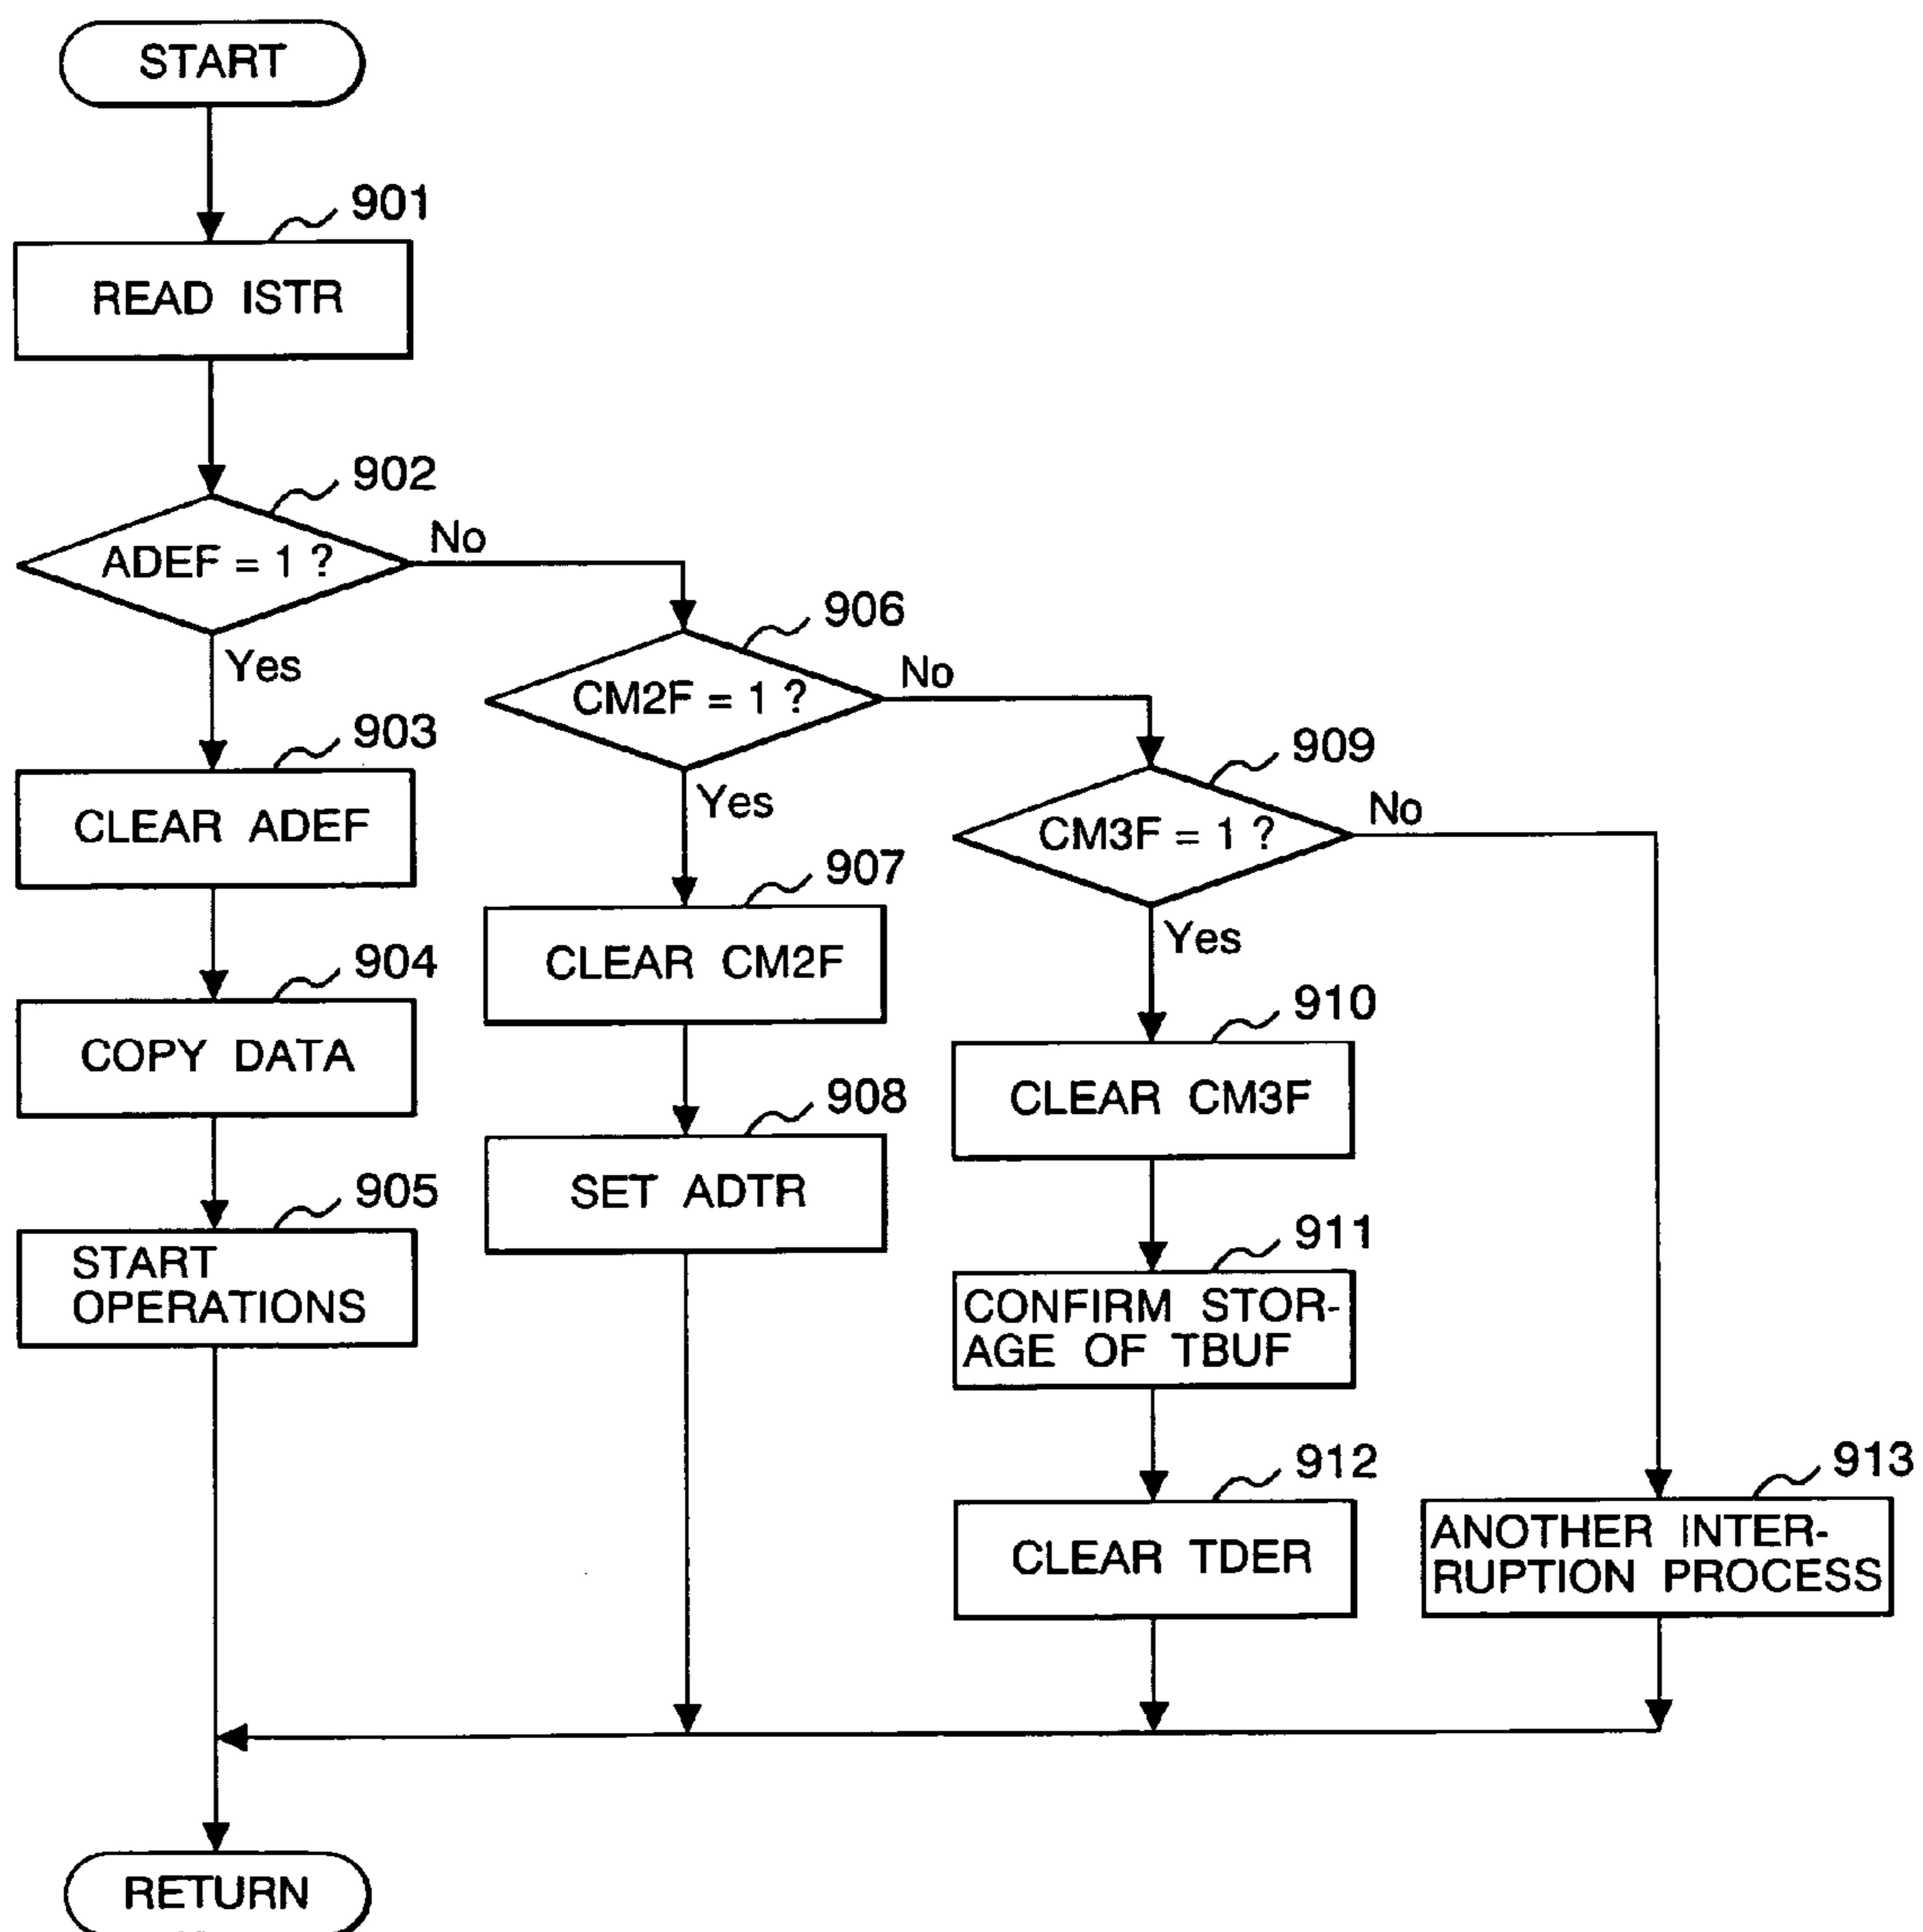 START
901
READ ISTR
902
ADEF = 1 ?
No
Yes
906
CM2F = 1 ?
No
Yes
909
CM3F = 1 ?
No
Yes
903
CLEAR ADEF
904
COPY DATA
905
START
OPERATIONS
907
CLEAR CM2F
908
SET ADTR
910
CLEAR CM3F
911
CONFIRM STOR-
AGE OF TBUF
912
CLEAR TDER
913
ANOTHER INTER-
RUPTION PROCESS
RETURN